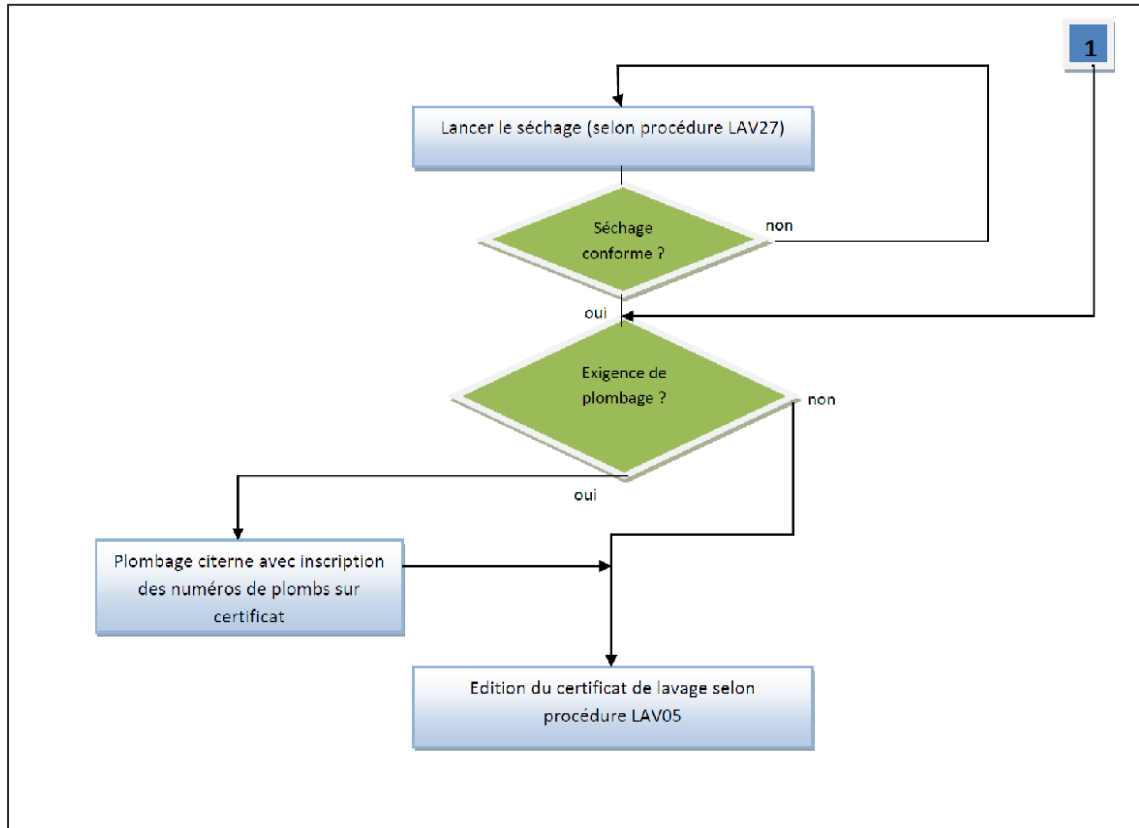 1
Lancer le séchage (selon procédure LAV27)
Séchage
conforme ?
non
oui
Exigence de
plombage ?
non
oui
Plombage citerne avec inscription
des numéros de plombs sur
certificat
Edition du certificat de lavage selon
procédure LAV05